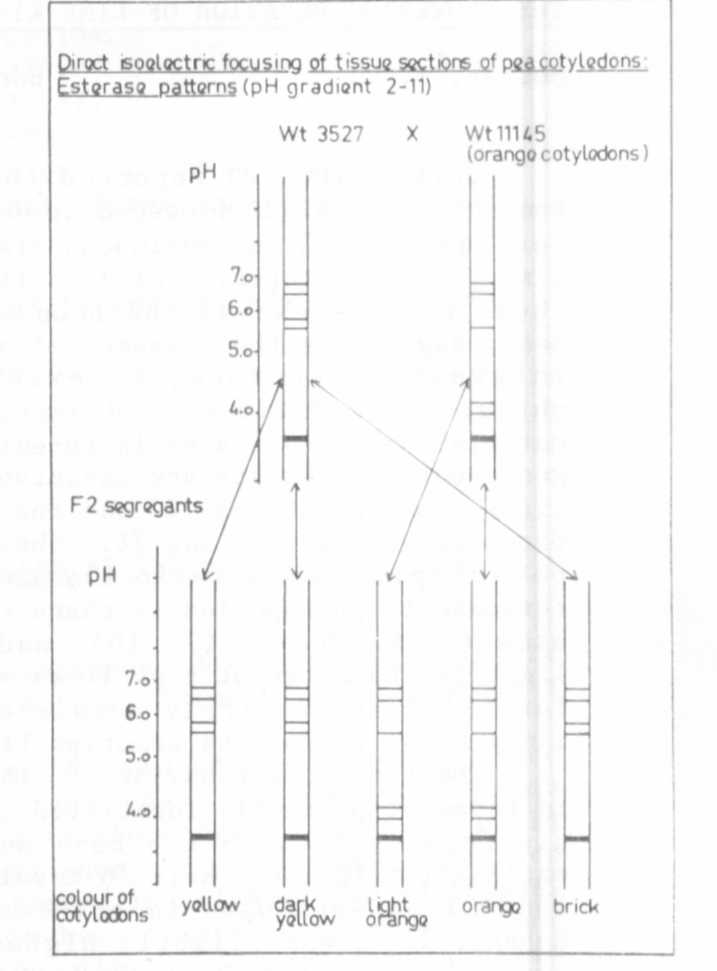 Direct isoelectric focusing of tissue sections of pea cotyledons:
Esterase patterns (pH gradient 2-11)
Wt 3527 X Wt 11145
(orange cotyledons)
pH
7.0
6.0
5.0
4.0
F2 segregants
pH
7.0
6.0
5.0
4.0
colour of
cotyledons
yellow
dark
yellow
light
orange
orange
brick